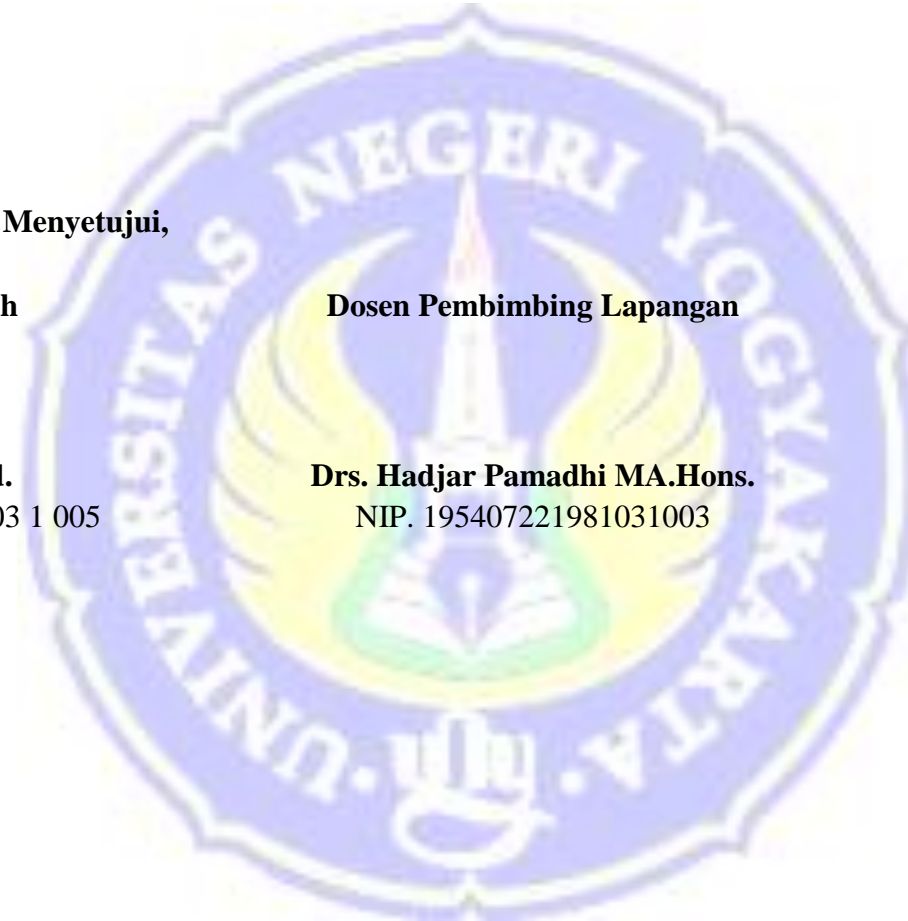 Menyetujui,
h Dosen Pembimbing Lapangan
d. Drs. Hadjar Pamadhi MA.Hons.
03 1 005 NIP. 195407221981031003
UNIVERSITAS NEGERI YOGYAKARTA
uny